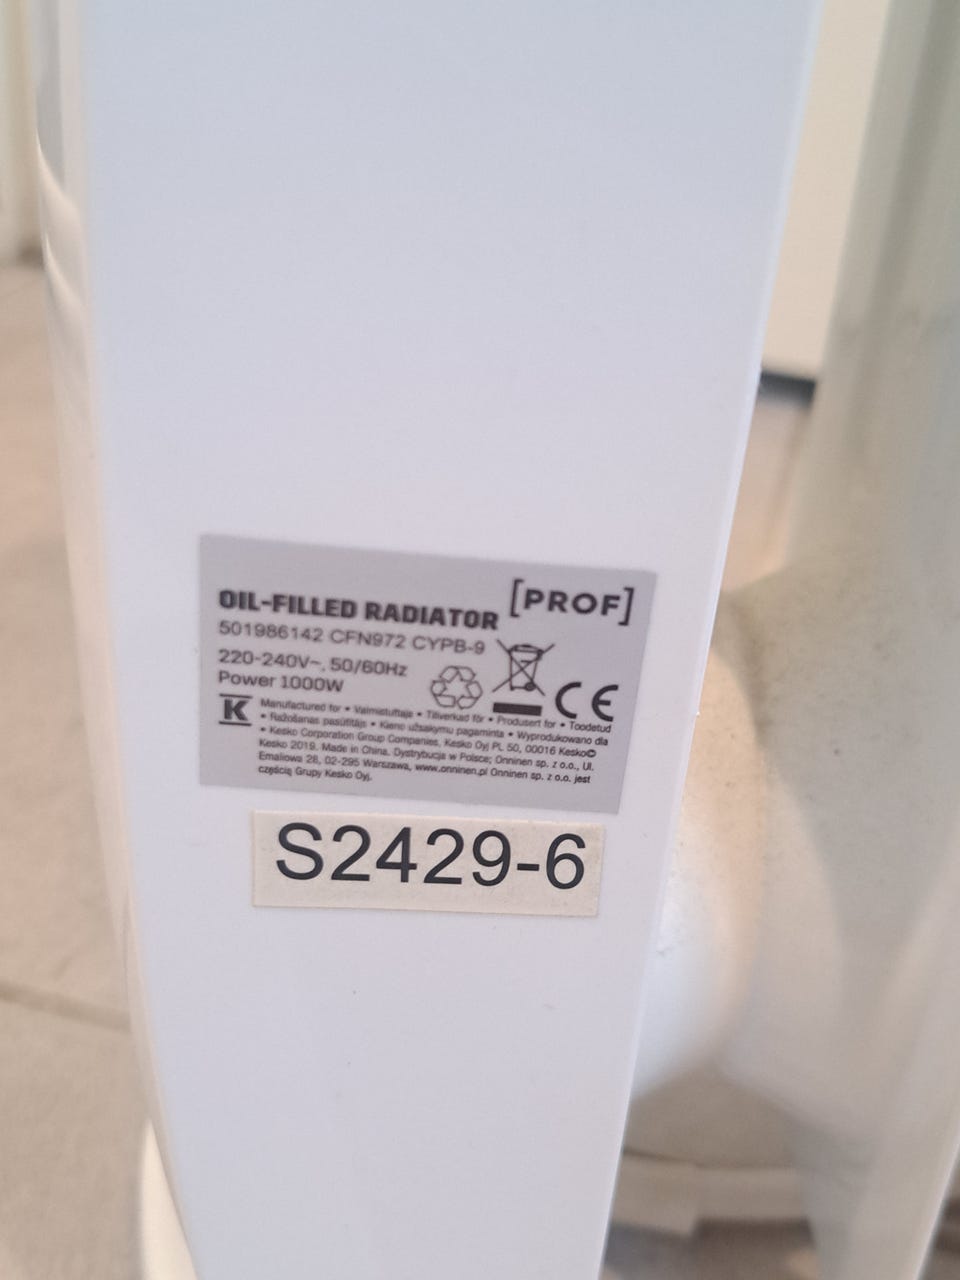 OIL-FILLED RADIATOR [PROF]
501986142 CFN972 CYPB-9
220-240V~, 50/60Hz
Power 1000W
CE
K
Manufactured for • Valmistuttaja • Tillverkad för • Produsert for • Toodetud
• Ražošanas pasūtītājs • Kieno užsakymu pagaminta • Wyprodukowano dla
• Kesko Corporation Group Companies, Kesko Oyj PL 50, 00016 Kesko©
Kesko 2019. Made in China. Dystrybucja w Polsce; Onninen sp. z o.o., Ul.
Emaliowa 28, 02-295 Warszawa, www.onninen.pl Onninen sp. z o.o. jest
częścią Grupy Kesko Oyj.
S2429-6